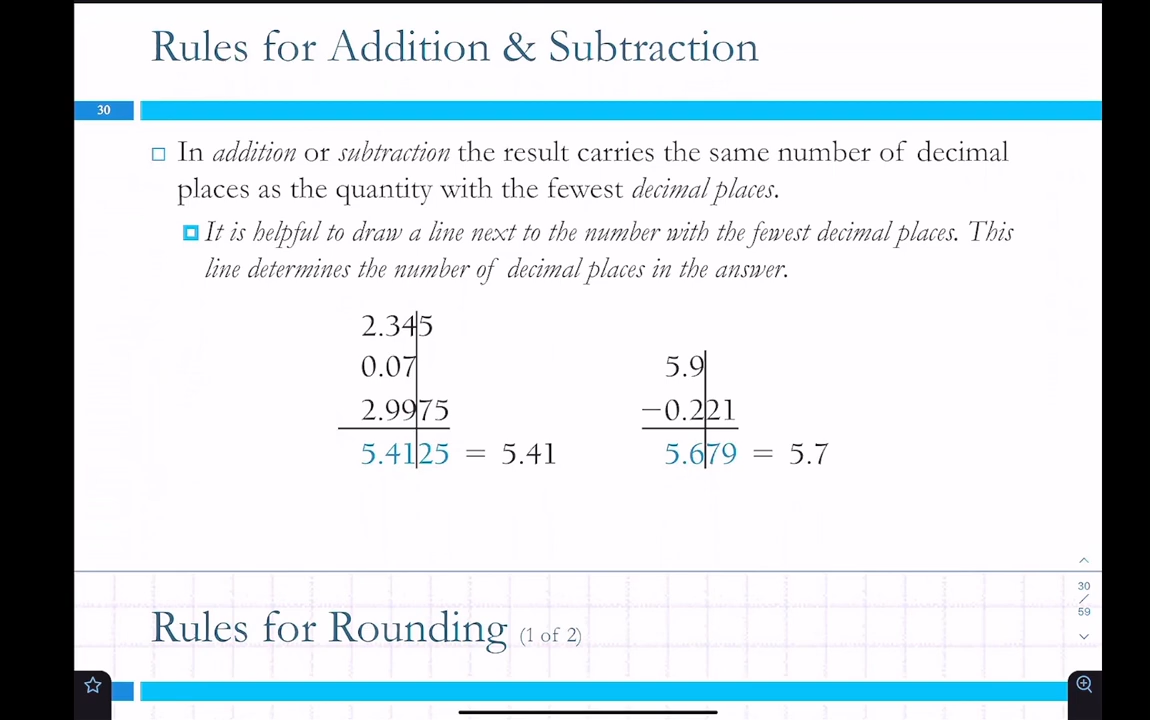 Rules for Addition & Subtraction
30
In addition or subtraction the result carries the same number of decimal
places as the quantity with the fewest decimal places.
It is helpful to draw a line next to the number with the fewest decimal places. This
line determines the number of decimal places in the answer.
2.345
0.07
2.9975
5.4125 = 5.41
5.9
−0.221
5.679 = 5.7
30
/
59
Rules for Rounding (1 of 2)